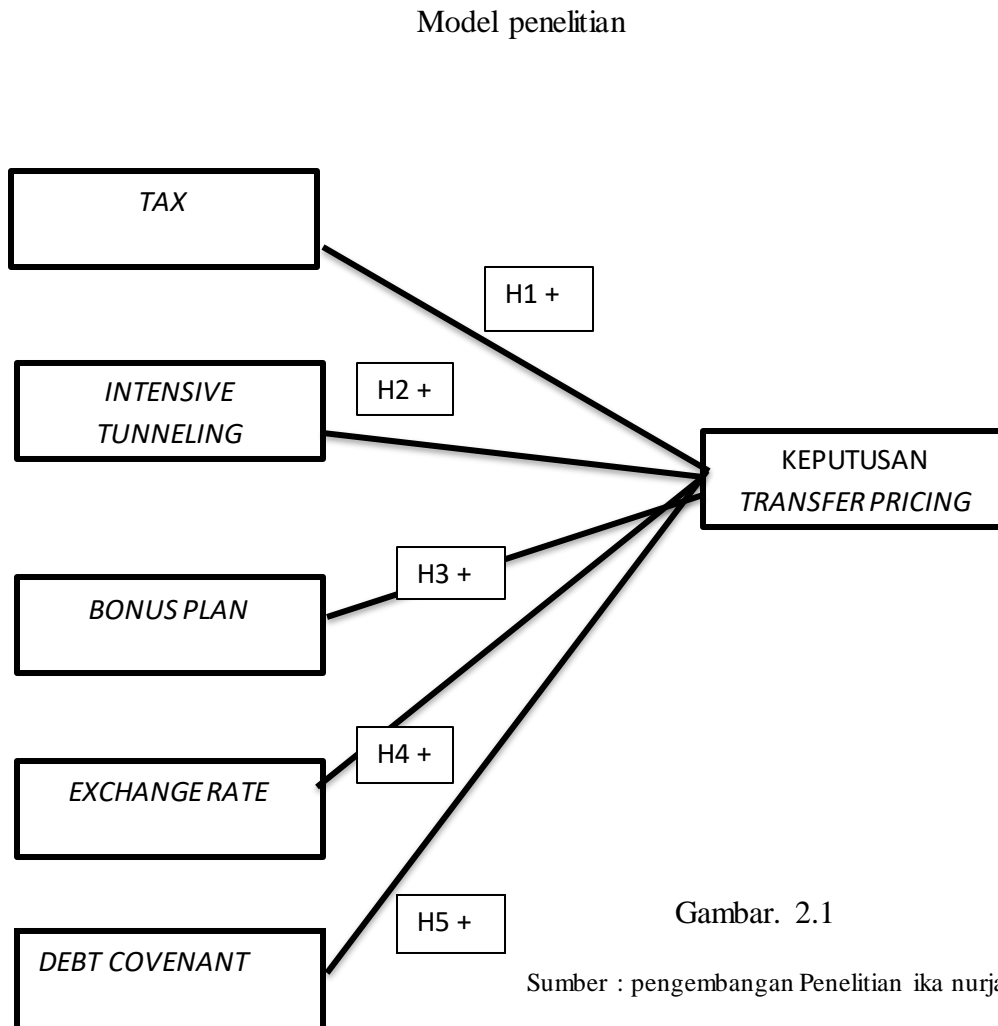 Model penelitian
TAX
H1 +
INTENSIVE
TUNNELING
H2 +
KEPUTUSAN
TRANSFER PRICING
BONUS PLAN
H3 +
EXCHANGE RATE
H4 +
DEBT COVENANT
H5 +
Gambar. 2.1
Sumber : pengembangan Penelitian ika